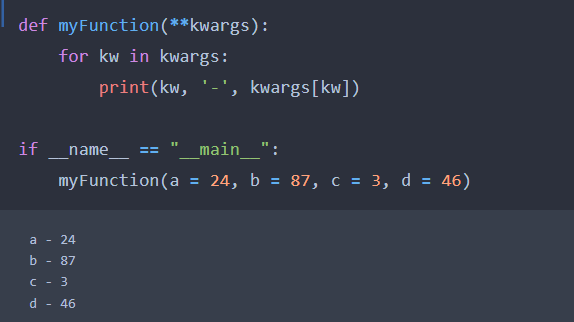 def myFunction(**kwargs):
    for kw in kwargs:
        print(kw, '-', kwargs[kw])
if __name__ == "__main__":
    myFunction(a = 24, b = 87, c = 3, d = 46)
a - 24
b - 87
c - 3
d - 46